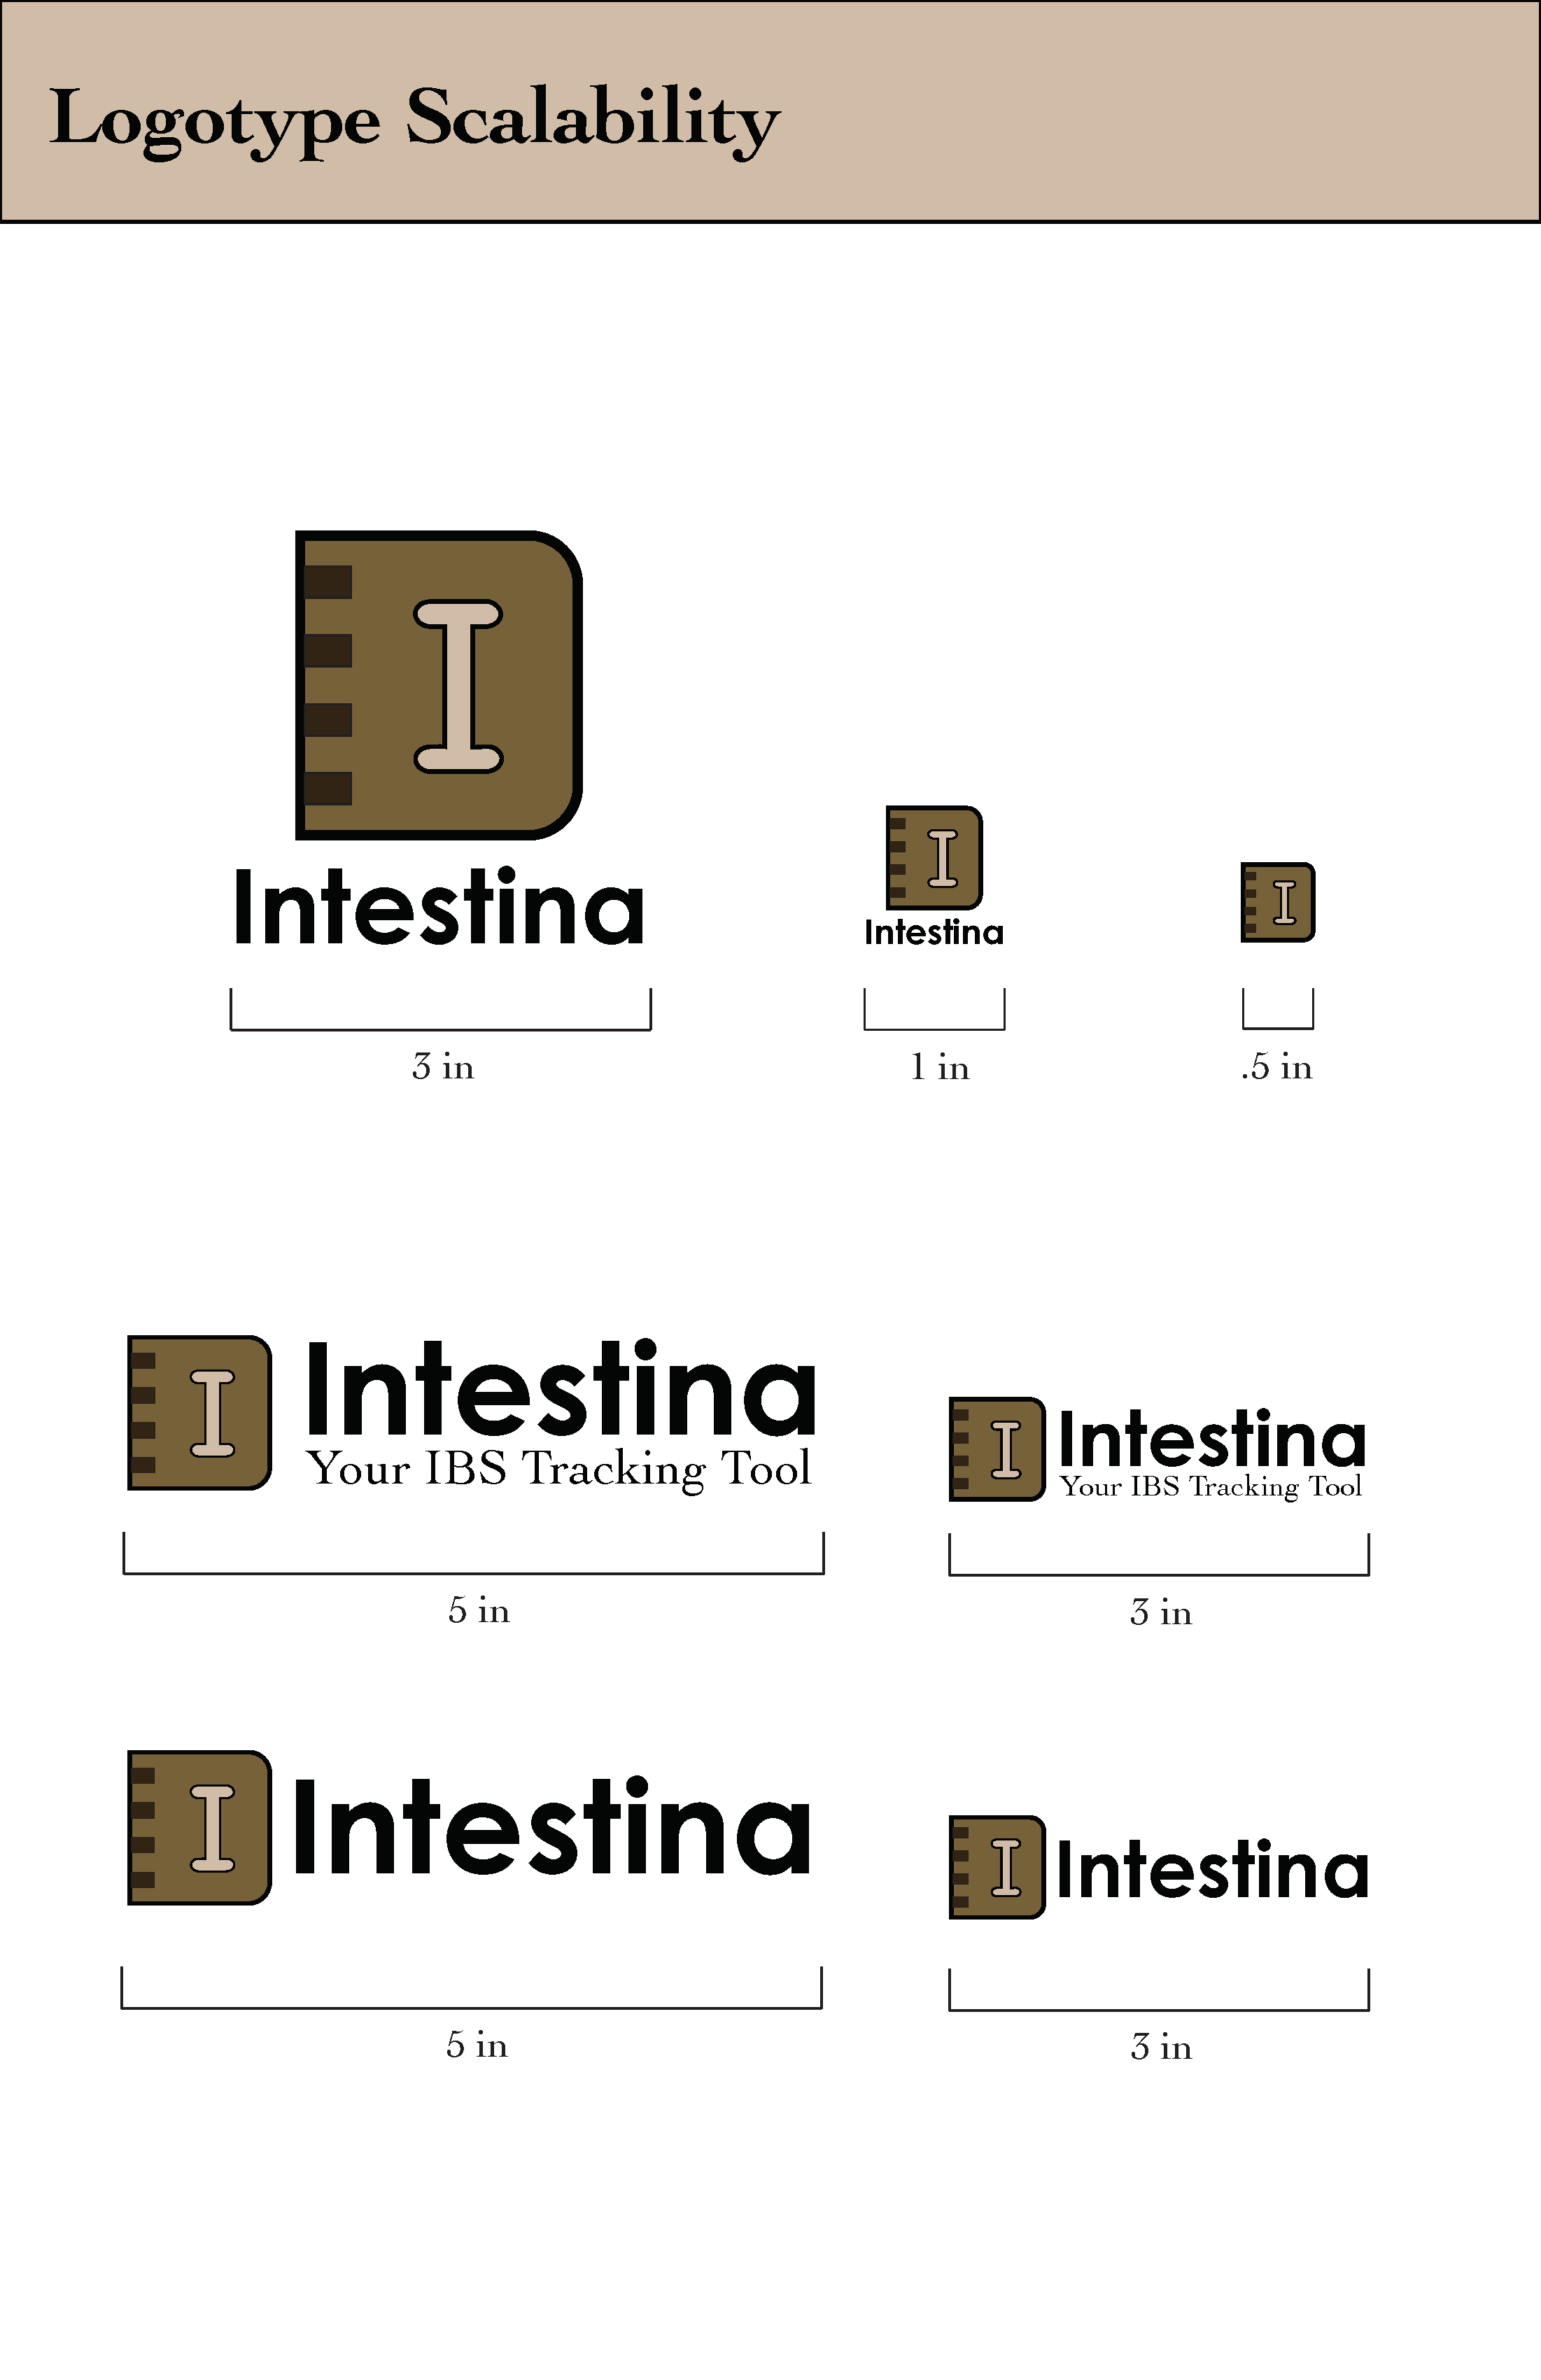 Logotype Scalability
I
Intestina
3 in
I
Intestina
1 in
I
.5 in
I
Intestina
Your IBS Tracking Tool
5 in
I
Intestina
Your IBS Tracking Tool
3 in
I
Intestina
5 in
I
Intestina
3 in